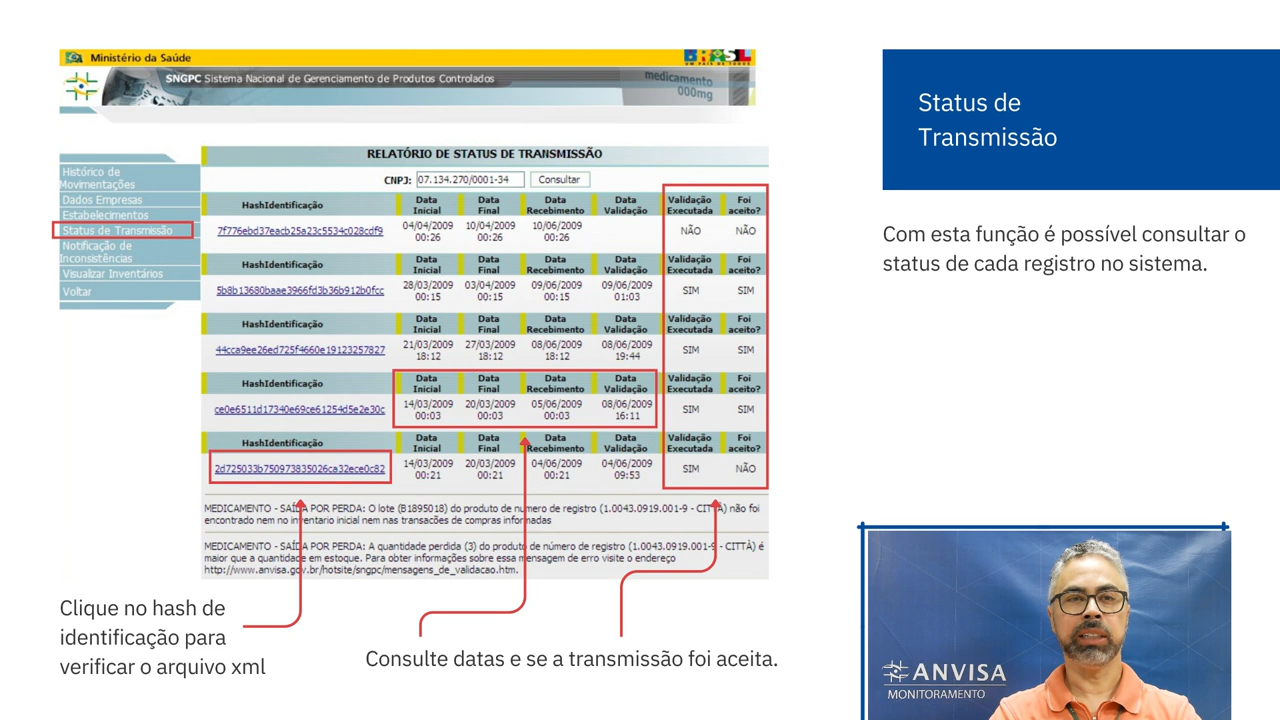 Ministério da Saúde
BRASIL
UM PAÍS DE TODOS
SNGPC Sistema Nacional de Gerenciamento de Produtos Controlados
medicamento
000mg
Histórico de
Movimentações
Dados Empresas
Estabelecimentos
Status de Transmissão
Notificação de
Inconsistências
Visualizar Inventários
Voltar
RELATÓRIO DE STATUS DE TRANSMISSÃO
CNPJ: 07.134.270/0001-34 Consultar
HashIdentificação Data Inicial Data Final Data Recebimento Data Validação Validação Executada Foi aceito?
7f776ebd37eacb25a23c5534c028cdf9 04/04/2009 00:26 10/04/2009 00:26 10/06/2009 00:26 NÃO NÃO
HashIdentificação Data Inicial Data Final Data Recebimento Data Validação Validação Executada Foi aceito?
5b8b13680baae3966fd3b36b912b0fcc 28/03/2009 00:15 03/04/2009 00:15 09/06/2009 00:15 09/06/2009 01:03 SIM SIM
HashIdentificação Data Inicial Data Final Data Recebimento Data Validação Validação Executada Foi aceito?
44cca9ee26ed725f4660e19123257827 21/03/2009 18:12 27/03/2009 18:12 08/06/2009 18:12 08/06/2009 19:44 SIM SIM
HashIdentificação Data Inicial Data Final Data Recebimento Data Validação Validação Executada Foi aceito?
ce0e6511d17340e69ce61254d5e2e30c 14/03/2009 00:03 20/03/2009 00:03 05/06/2009 00:03 08/06/2009 16:11 SIM SIM
HashIdentificação Data Inicial Data Final Data Recebimento Data Validação Validação Executada Foi aceito?
2d725033b750973835026ca32ece0c82 14/03/2009 00:21 20/03/2009 00:21 04/06/2009 00:21 04/06/2009 09:53 SIM NÃO
MEDICAMENTO - SAÍDA POR PERDA: O lote (B1895018) do produto de numero de registro (1.0043.0919.001-9 - CITTÀ) não foi
encontrado nem no inventario inicial nem nas transacões de compras informadas
MEDICAMENTO - SAÍDA POR PERDA: A quantidade perdida (3) do produto de número de registro (1.0043.0919.001-9 - CITTÀ) é
maior que a quantidade em estoque. Para obter informações sobre essa mensagem de erro visite o endereço
http://www.anvisa.gov.br/hotsite/sngpc/mensagens_de_validacao.htm.
Clique no hash de
identificação para
verificar o arquivo xml
Consulte datas e se a transmissão foi aceita.
Status de
Transmissão
Com esta função é possível consultar o
status de cada registro no sistema.
ANVISA
MONITORAMENTO